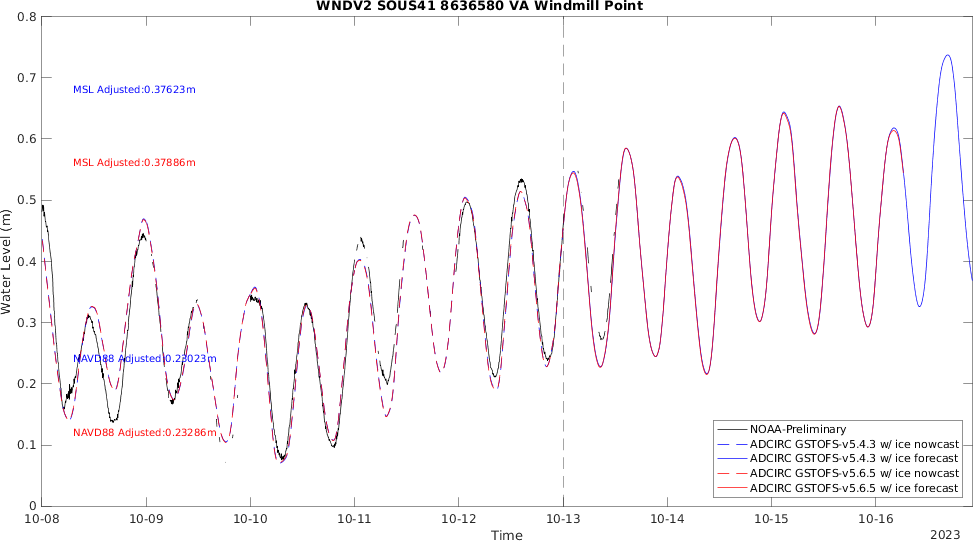 WNDV2 SOUS41 8636580 VA Windmill Point
0.8
0.7
0.6
0.5
0.4
0.3
0.2
0.1
0
Water Level (m)
MSL Adjusted:0.37623m
MSL Adjusted:0.37886m
NAVD88 Adjusted:0.23023m
NAVD88 Adjusted:0.23286m
NOAA-Preliminary
ADCIRC GSTOFS-v5.4.3 w/ ice nowcast
ADCIRC GSTOFS-v5.4.3 w/ ice forecast
ADCIRC GSTOFS-v5.6.5 w/ ice nowcast
ADCIRC GSTOFS-v5.6.5 w/ ice forecast
10-08 10-09 10-10 10-11 10-12 10-13 10-14 10-15 10-16
Time
2023